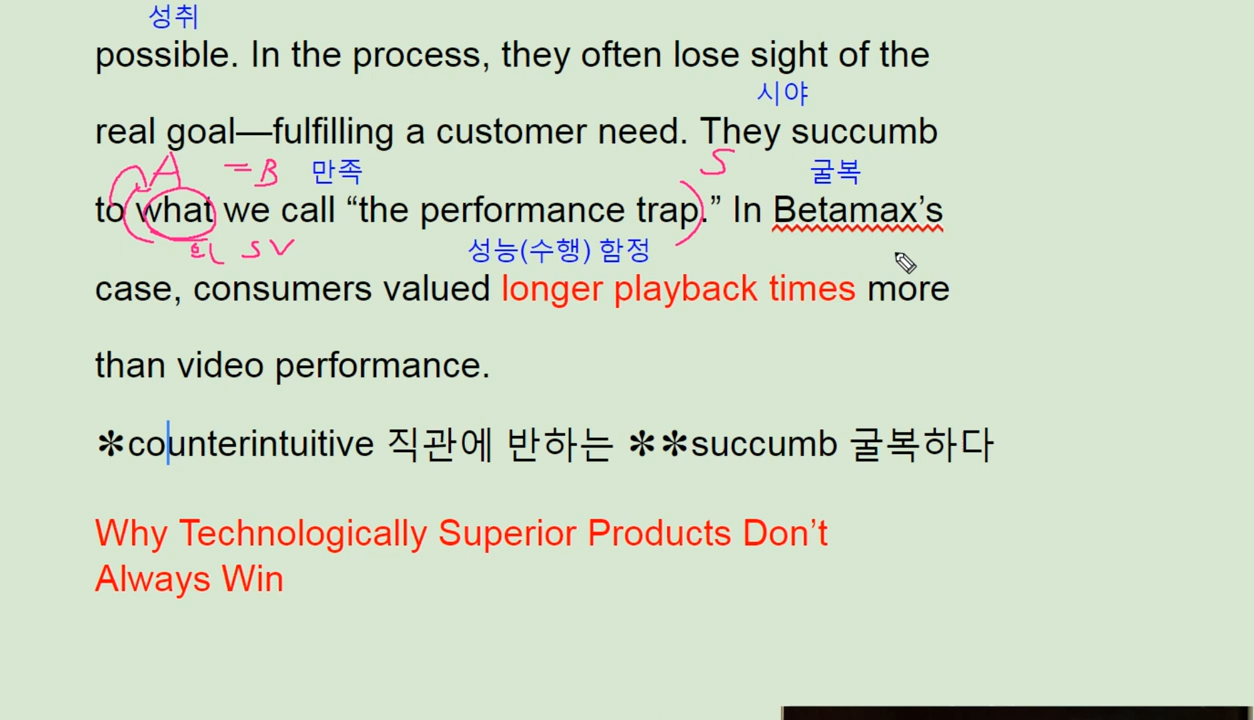 성취
possible. In the process, they often lose sight of the
시야
real goal—fulfilling a customer need. They succumb
A = B 만족 S 굴복
to what we call “the performance trap.” In Betamax’s
S V 성능(수행) 함정
case, consumers valued longer playback times more
than video performance.
✻counterintuitive 직관에 반하는 ✻✻succumb 굴복하다
Why Technologically Superior Products Don’t
Always Win